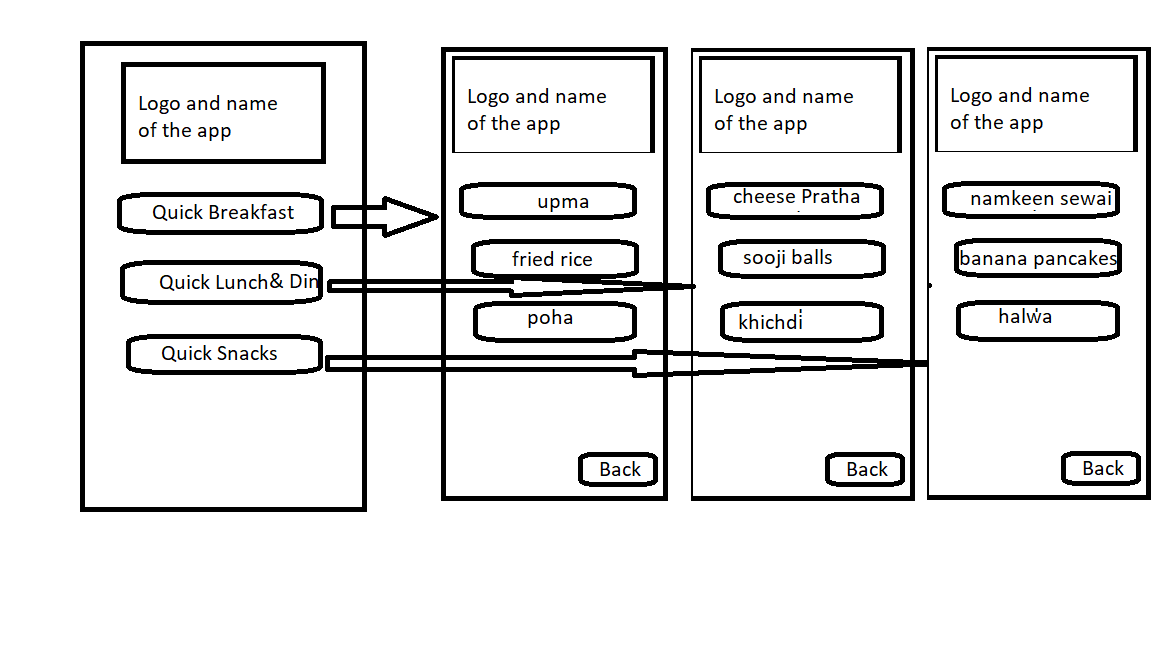 Logo and name
of the app
Quick Breakfast
Quick Lunch& Din
Quick Snacks
Logo and name
of the app
upma
fried rice
poha
Back
Logo and name
of the app
cheese Pratha
sooji balls
khichdi
Back
Logo and name
of the app
namkeen sewai
banana pancakes
halwa
Back